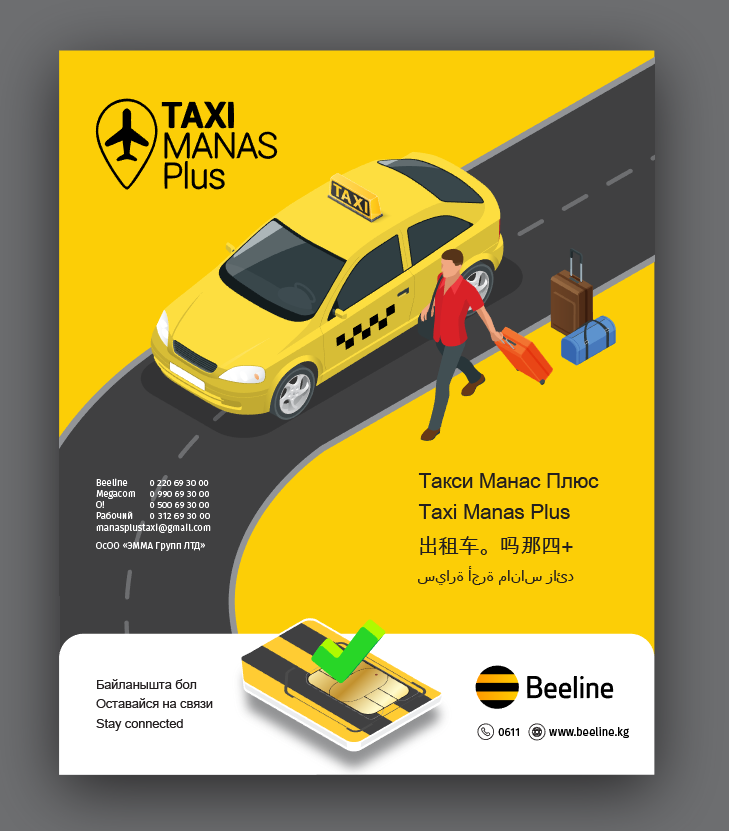 TAXI
MANAS
Plus
TAXI
Beeline 0 220 69 30 00
Megacom 0 990 69 30 00
O! 0 500 69 30 00
Рабочий 0 312 69 30 00
manasplustaxi@gmail.com
ОсОО «ЭММА Групп ЛТД»
Такси Манас Плюс
Taxi Manas Plus
出租车。吗那四+
سيارة أجرة ماناس زائد
Байланышта бол
Оставайся на связи
Stay connected
Beeline
0611 www.beeline.kg